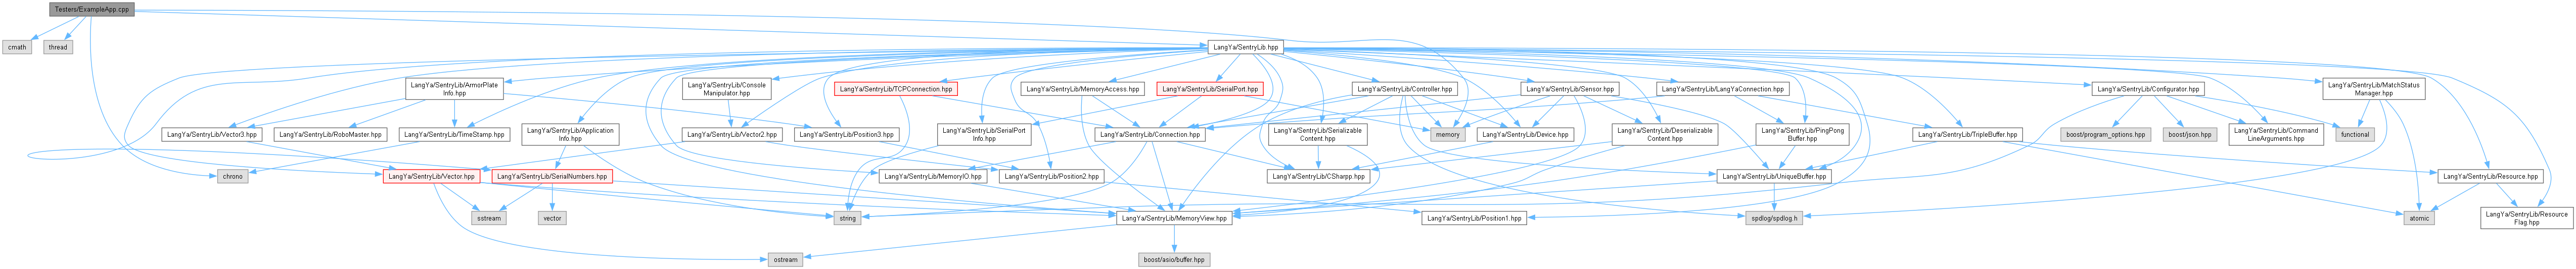 Testers/ExampleApp.cpp
cmath
thread
LangYa/SentryLib.hpp
LangYa/SentryLib/ArmorPlate
Info.hpp
LangYa/SentryLib/Console
Manipulator.hpp
LangYa/SentryLib/TCPConnection.hpp
LangYa/SentryLib/MemoryAccess.hpp
LangYa/SentryLib/SerialPort.hpp
LangYa/SentryLib/Controller.hpp
LangYa/SentryLib/Sensor.hpp
LangYa/SentryLib/LangYaConnection.hpp
LangYa/SentryLib/Configurator.hpp
LangYa/SentryLib/MatchStatus
Manager.hpp
LangYa/SentryLib/Vector3.hpp
LangYa/SentryLib/RoboMaster.hpp
LangYa/SentryLib/TimeStamp.hpp
LangYa/SentryLib/Application
Info.hpp
LangYa/SentryLib/Vector2.hpp
LangYa/SentryLib/Position3.hpp
LangYa/SentryLib/SerialPort
Info.hpp
LangYa/SentryLib/Connection.hpp
LangYa/SentryLib/Serializable
Content.hpp
memory
LangYa/SentryLib/Device.hpp
LangYa/SentryLib/Deserializable
Content.hpp
LangYa/SentryLib/PingPong
Buffer.hpp
LangYa/SentryLib/TripleBuffer.hpp
boost/program_options.hpp
boost/json.hpp
LangYa/SentryLib/Command
LineArguments.hpp
functional
chrono
LangYa/SentryLib/Vector.hpp
LangYa/SentryLib/SerialNumbers.hpp
LangYa/SentryLib/MemoryIO.hpp
LangYa/SentryLib/Position2.hpp
LangYa/SentryLib/CSharpp.hpp
LangYa/SentryLib/UniqueBuffer.hpp
LangYa/SentryLib/Resource.hpp
sstream
vector
string
LangYa/SentryLib/MemoryView.hpp
LangYa/SentryLib/Position1.hpp
spdlog/spdlog.h
atomic
LangYa/SentryLib/Resource
Flag.hpp
ostream
boost/asio/buffer.hpp